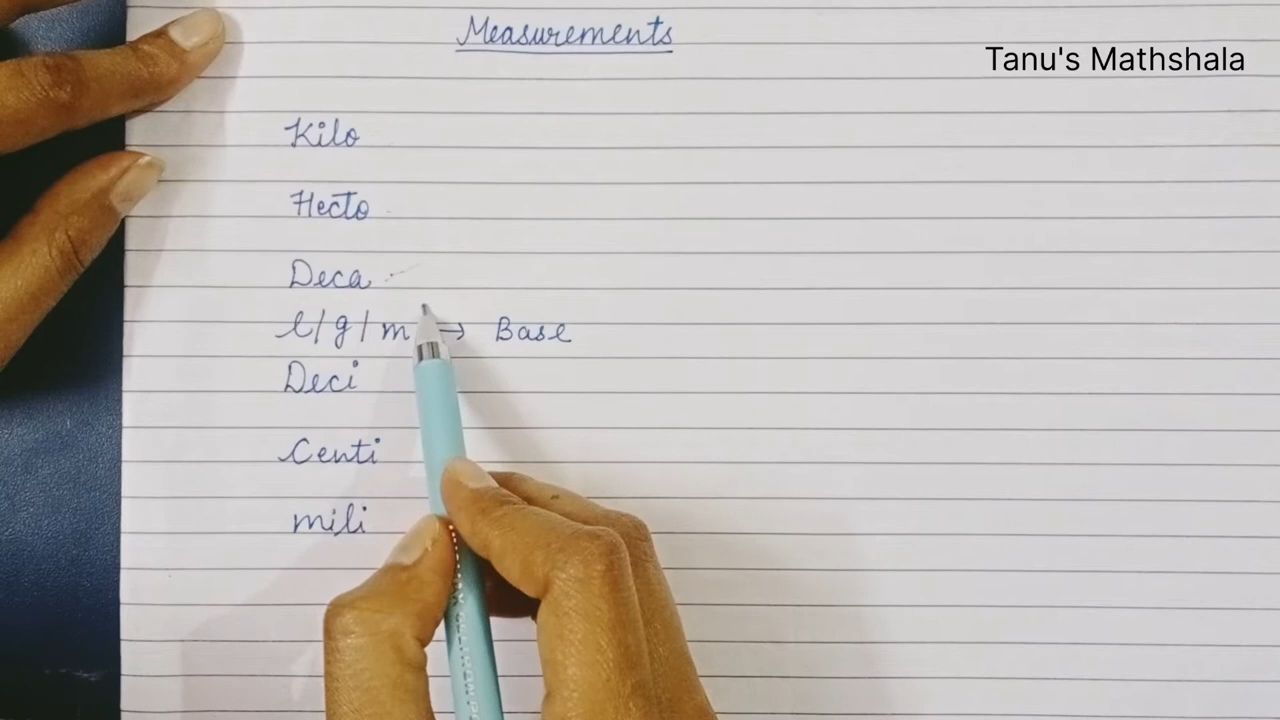 Measurements
Tanu's Mathshala
Kilo
Hecto
Deca
l/g/m → Base
Deci
Centi
mili